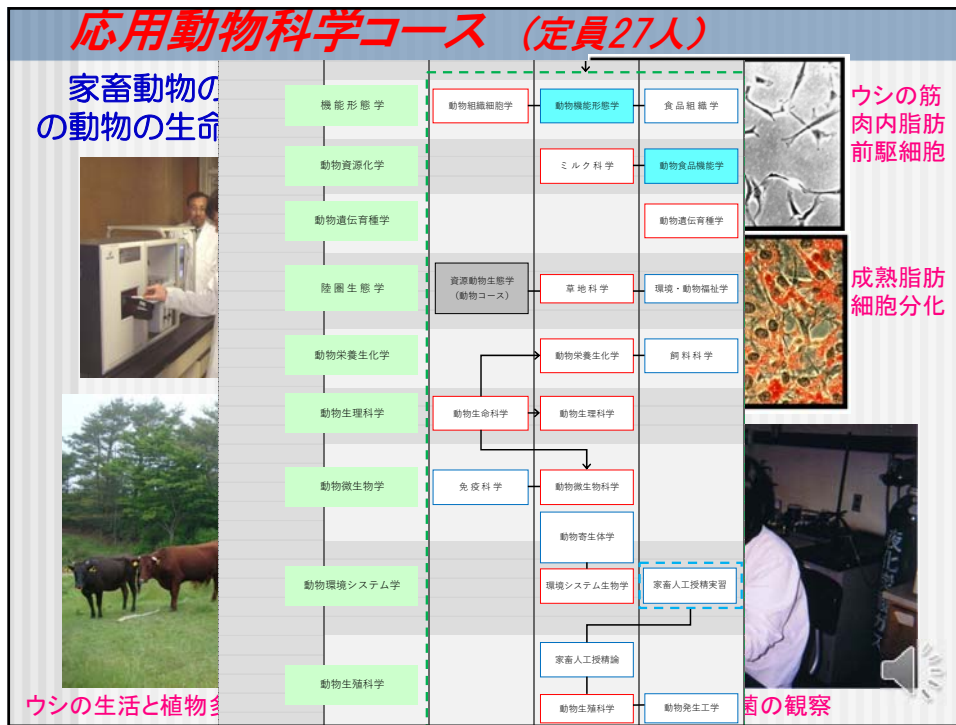 応用動物科学コース (定員27人)
家畜動物の
の動物の生命
機能形態学
動物組織細胞学
動物機能形態学
食品組織学
ウシの筋
肉内脂肪
前駆細胞
動物資源化学
ミルク科学
動物食品機能学
動物遺伝育種学
動物遺伝育種学
陸圏生態学
資源動物生態学
(動物コース)
草地科学
環境・動物福祉学
成熟脂肪
細胞分化
動物栄養生化学
動物栄養生化学
飼料科学
動物生理科学
動物生命科学
動物生理科学
動物微生物学
免疫科学
動物微生物科学
動物寄生体学
動物環境システム学
環境システム生物学
家畜人工授精実習
家畜人工授精論
動物生殖科学
動物生殖科学
動物発生工学
ウシの生活と植物
菌の観察